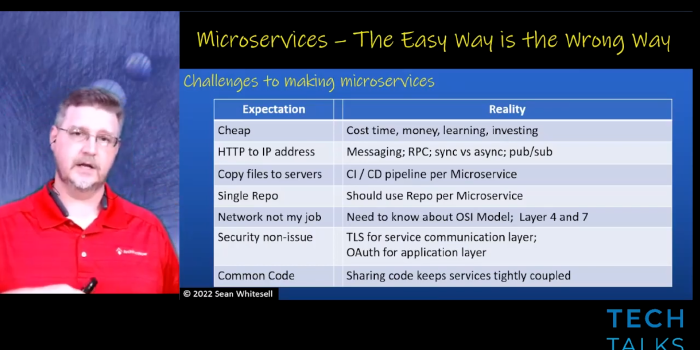 Microservices – The Easy Way is the Wrong Way
Challenges to making microservices
Expectation Reality
Cheap Cost time, money, learning, investing
HTTP to IP address Messaging; RPC; sync vs async; pub/sub
Copy files to servers CI / CD pipeline per Microservice
Single Repo Should use Repo per Microservice
Network not my job Need to know about OSI Model; Layer 4 and 7
Security non-issue TLS for service communication layer;
OAuth for application layer
Common Code Sharing code keeps services tightly coupled
© 2022 Sean Whitesell
TECH
TALKS